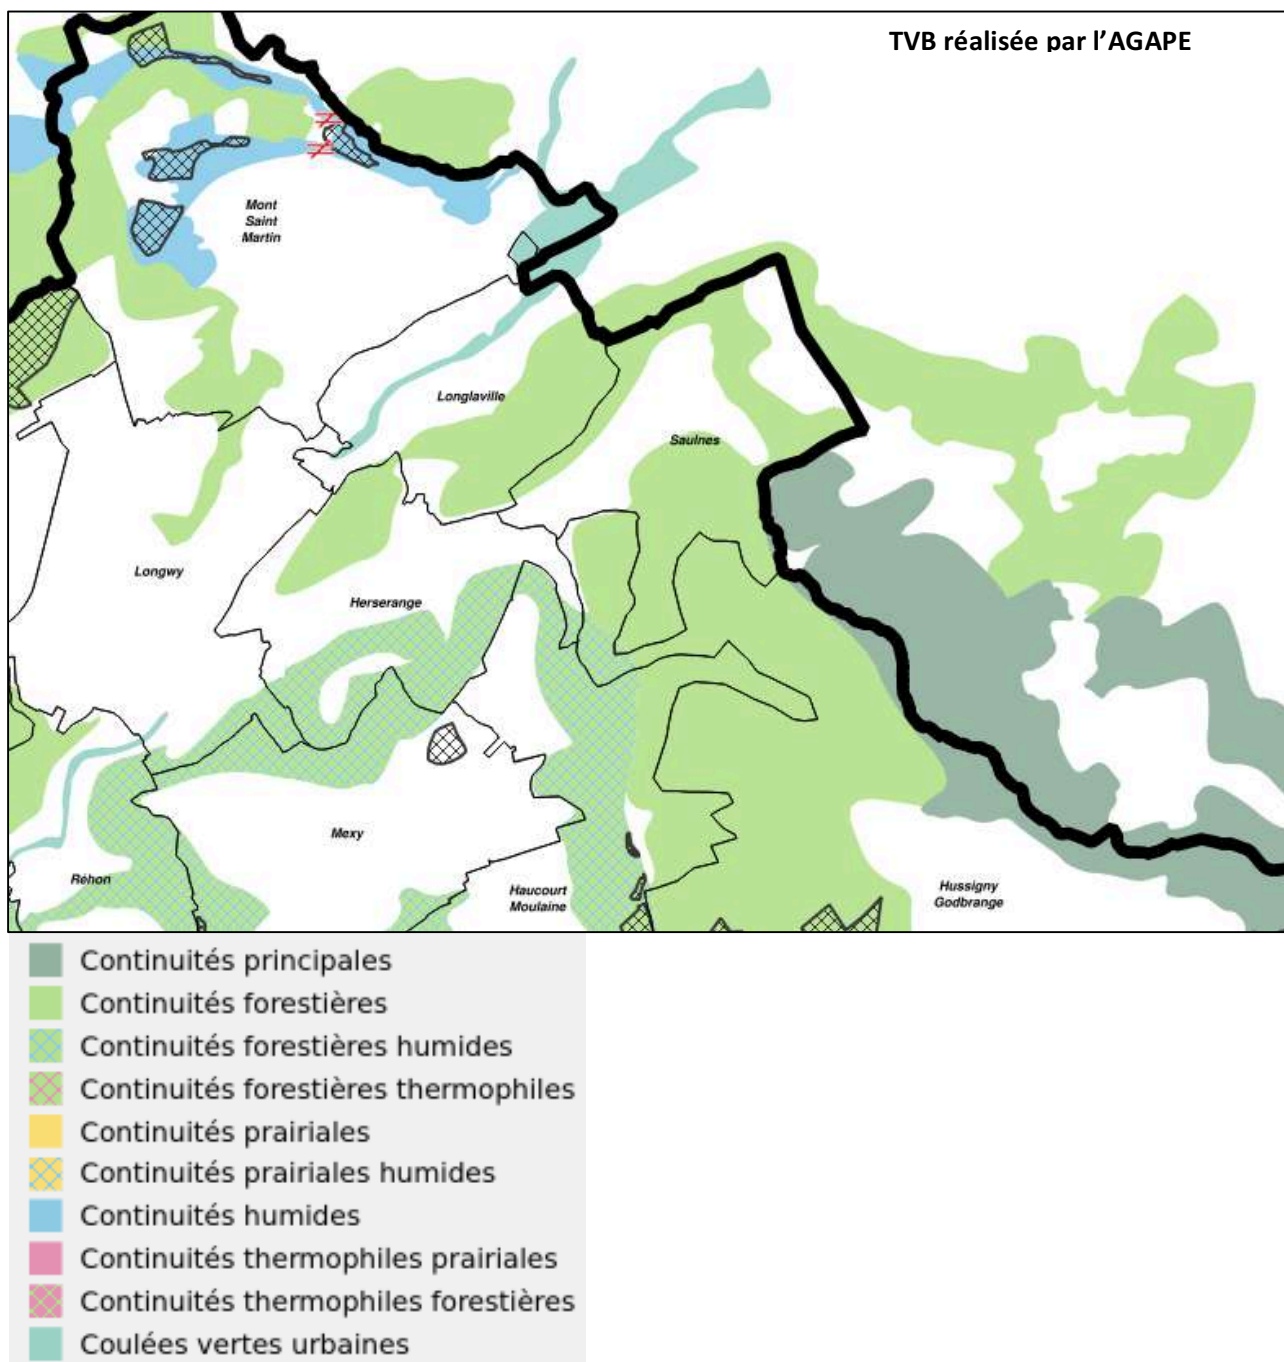 TVB réalisée par l’AGAPE
Mont
Saint
Martin
Longlaville
Saulnes
Longwy
Herserange
Mexy
Réhon
Haucourt
Moulaine
Hussigny
Godbrange
Continuités principales
Continuités forestières
Continuités forestières humides
Continuités forestières thermophiles
Continuités prairiales
Continuités prairiales humides
Continuités humides
Continuités thermophiles prairiales
Continuités thermophiles forestières
Coulées vertes urbaines